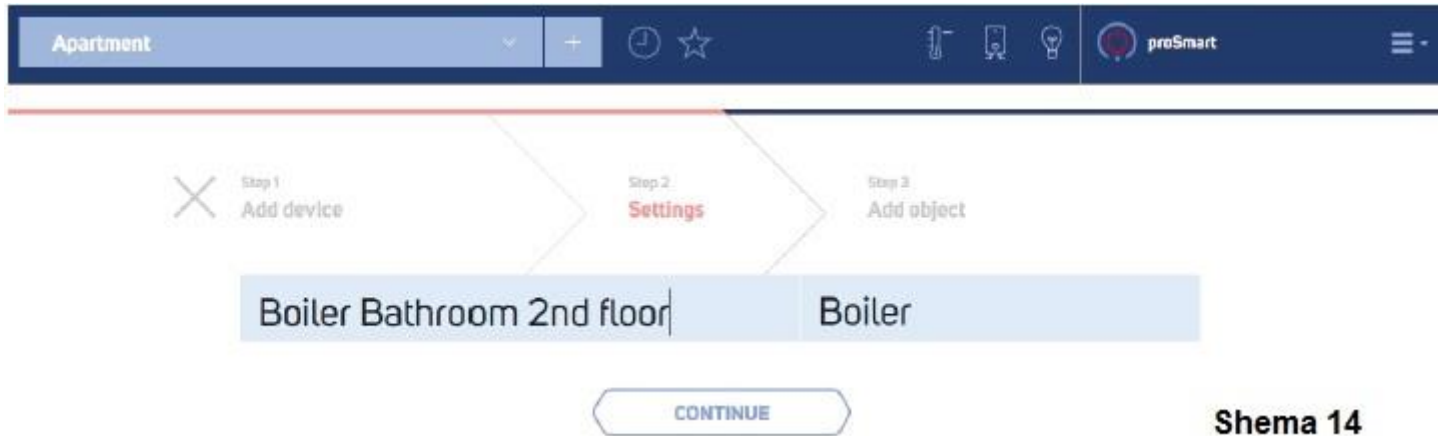 Apartment
proSmart
Step 1
Add device
Step 2
Settings
Step 3
Add object
Boiler Bathroom 2nd floor
Boiler
CONTINUE
Shema 14